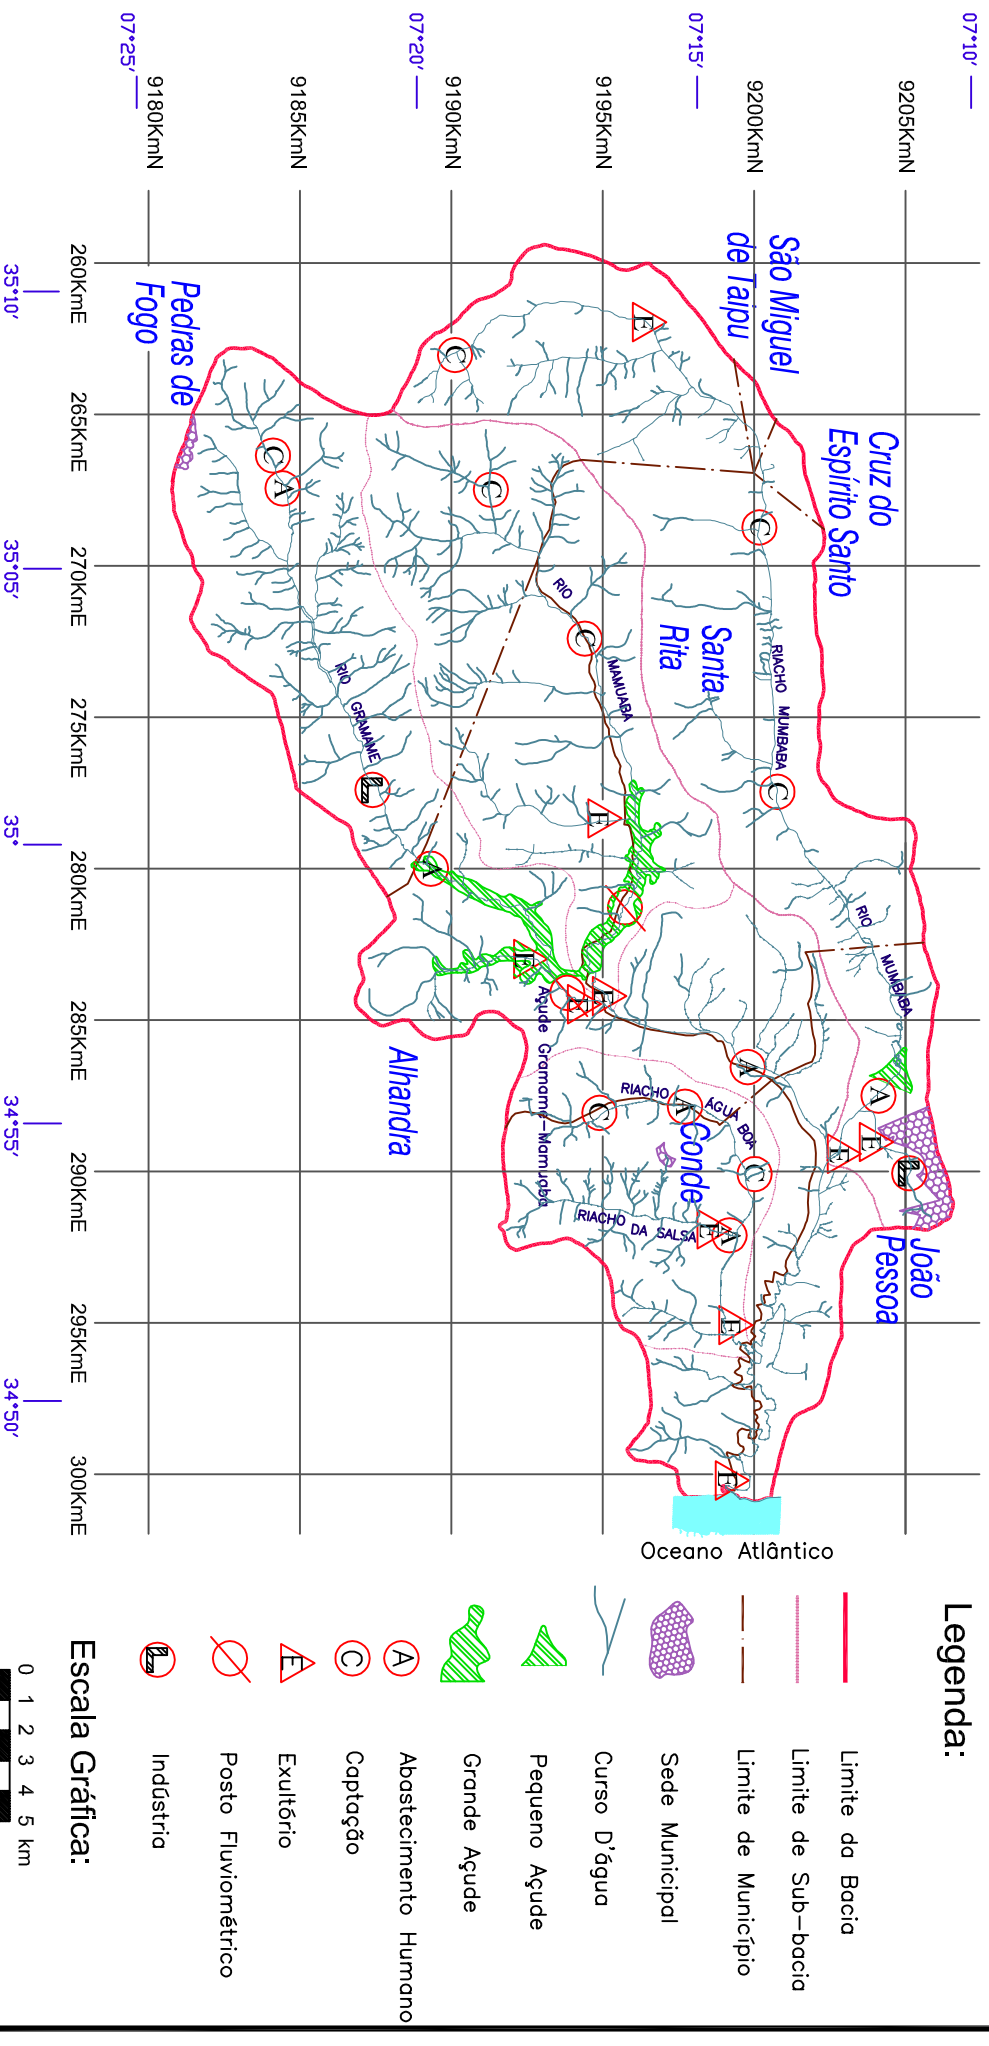 07°25'
07°20'
07°15'
07°10'
9180KmN
9185KmN
9190KmN
9195KmN
9200KmN
9205KmN
260KmE
265KmE
270KmE
275KmE
280KmE
285KmE
290KmE
295KmE
300KmE
35°10'
35°05'
35°
34°55'
34°50'
São Miguel
de Taipu
Cruz do
Espírito Santo
Pedras de
Fogo
Santa
Rita
Alhandra
Conde
João
Pessoa
RIO
MAMUABA
RIACHO MUMBABA
RIO
GRAMAME
RIO
MUMBABA
Açude Gramame-Mamuaba
RIACHO
ÁGUA BOA
RIACHO DA SALSA
E
C
C
A
C
C
C
C
L
E
A
E
E
E
A
A
E
E
L
C
A
C
E
A
E
E
Oceano Atlântico
Legenda:
Limite da Bacia
Limite de Sub-bacia
Limite de Município
Sede Municipal
Curso D'água
Pequeno Açude
Grande Açude
A Abastecimento Humano
C Captação
E Exultório
Posto Fluviométrico
L Indústria
Escala Gráfica:
0 1 2 3 4 5 km